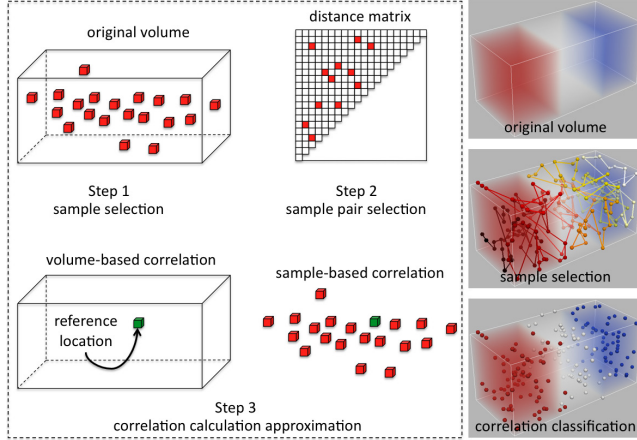 original volume
distance matrix
Step 1
sample selection
Step 2
sample pair selection
volume-based correlation
reference
location
sample-based correlation
Step 3
correlation calculation approximation
original volume
sample selection
correlation classification